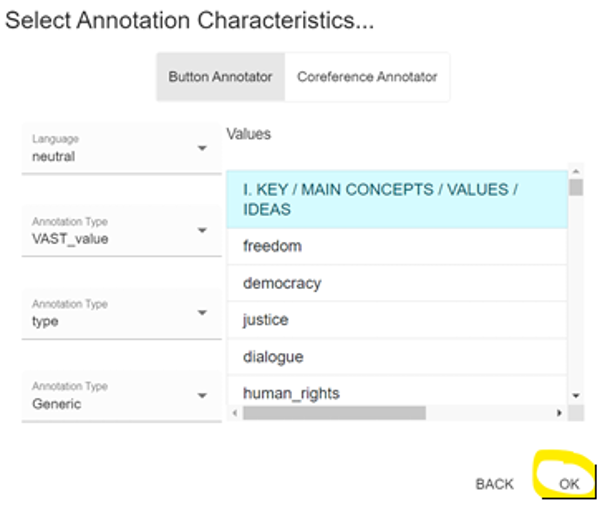 Select Annotation Characteristics...
Button Annotator
Coreference Annotator
Language
neutral
Annotation Type
VAST_value
Annotation Type
type
Annotation Type
Generic
Values
I. KEY / MAIN CONCEPTS / VALUES /
IDEAS
freedom
democracy
justice
dialogue
human_rights
BACK
OK